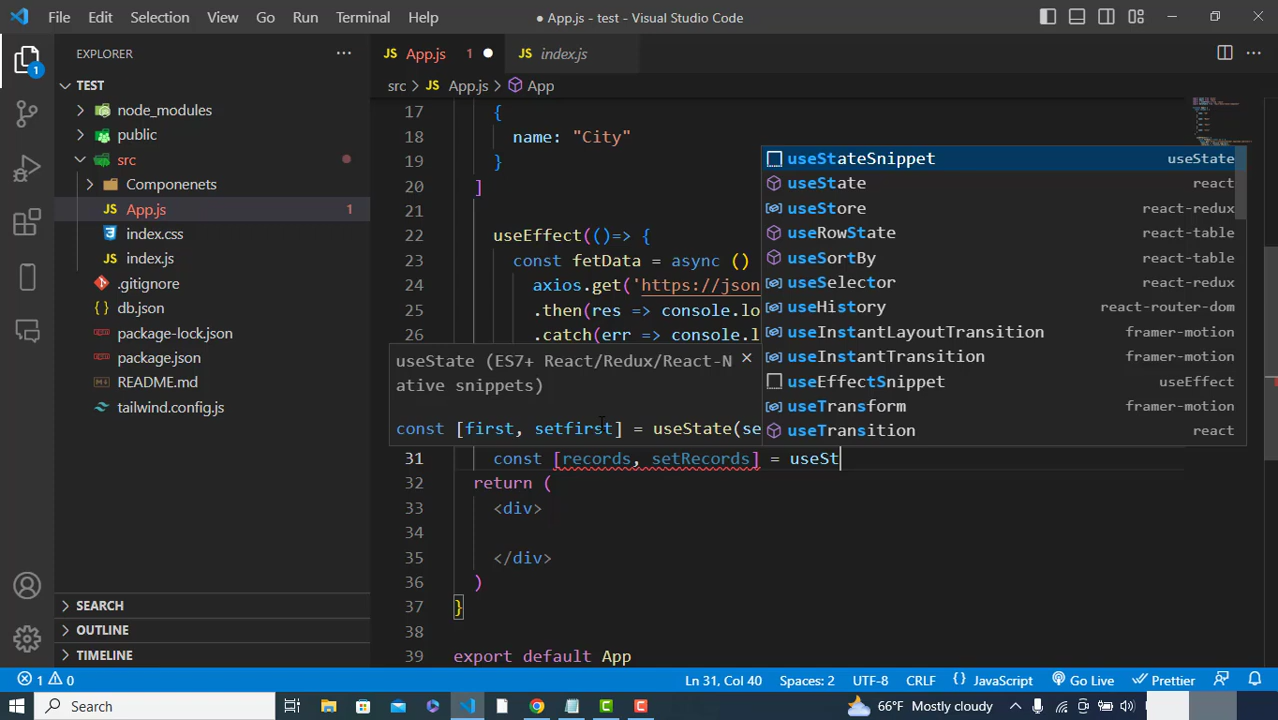 File Edit Selection View Go Run Terminal Help ● App.js - test - Visual Studio Code
EXPLORER
JS App.js 1 JS index.js
src > JS App.js > App
TEST
node_modules
public
src
Componenets
JS App.js 1
index.css
JS index.js
.gitignore
db.json
package-lock.json
package.json
README.md
tailwind.config.js
SEARCH
OUTLINE
TIMELINE
17 {
18 name: "City"
19 }
20 ]
21
22 useEffect(()=> {
23 const fetData = async ()
24 axios.get('https://json
25 .then(res => console.lo
26 .catch(err => console.l
useStateSnippet useState
useState react
useStore react-redux
useRowState react-table
useSortBy react-table
useSelector react-redux
useHistory react-router-dom
useInstantLayoutTransition framer-motion
useInstantTransition framer-motion
useEffectSnippet useEffect
useTransform framer-motion
useTransition react
useState (ES7+ React/Redux/React-N
ative snippets)
const [first, setfirst] = useState(se
31 const [records, setRecords] = useSt
32 return (
33 <div>
34
35 </div>
36 )
37 }
38
39 export default App
1 0 Ln 31, Col 40 Spaces: 2 UTF-8 CRLF {} JavaScript Go Live Prettier
Search 66°F Mostly cloudy
1